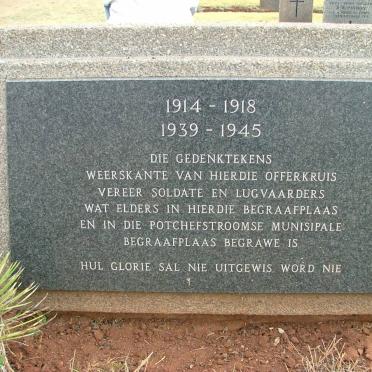 1914 - 1918
1939 - 1945
DIE GEDENKTEKENS
WEERSKANTE VAN HIERDIE OFFERKRUIS
VEREER SOLDATE EN LUGVAARDERS
WAT ELDERS IN HIERDIE BEGRAAFPLAAS
EN IN DIE POTCHEFSTROOMSE MUNISIPALE
BEGRAAFPLAAS BEGRAWE IS
HUL GLORIE SAL NIE UITGEWIS WORD NIE